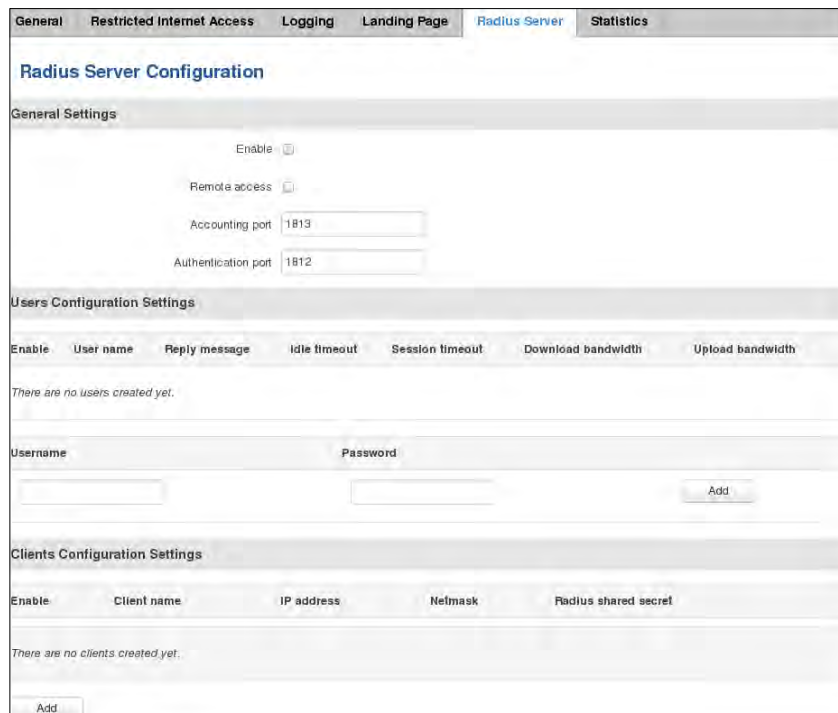 General Restricted Internet Access Logging Landing Page Radius Server Statistics
Radius Server Configuration
General Settings
Enable
Remote access
Accounting port 1813
Authentication port 1812
Users Configuration Settings
Enable User name Reply message Idle timeout Session timeout Download bandwidth Upload bandwidth
There are no users created yet.
Username Password
Add
Clients Configuration Settings
Enable Client name IP address Netmask Radius shared secret
There are no clients created yet.
Add